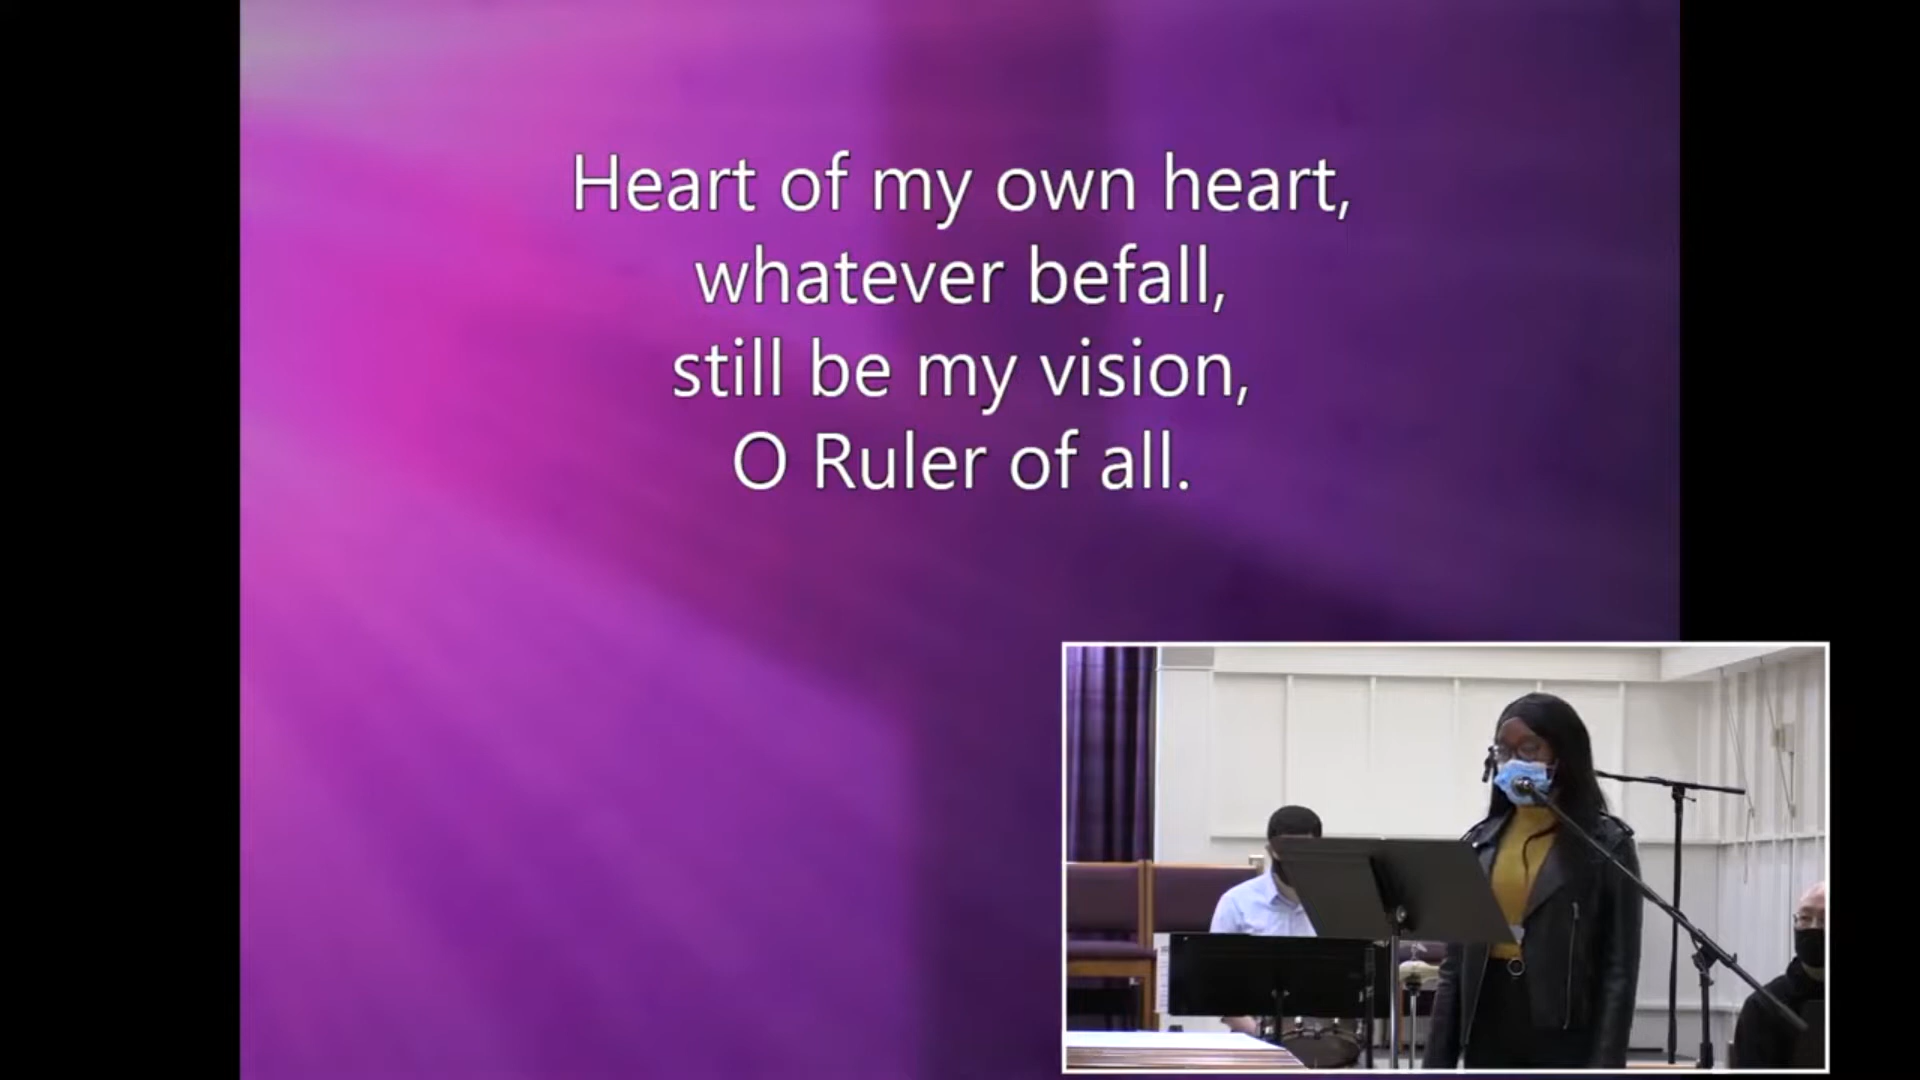 Heart of my own heart,
whatever befall,
still be my vision,
O Ruler of all.